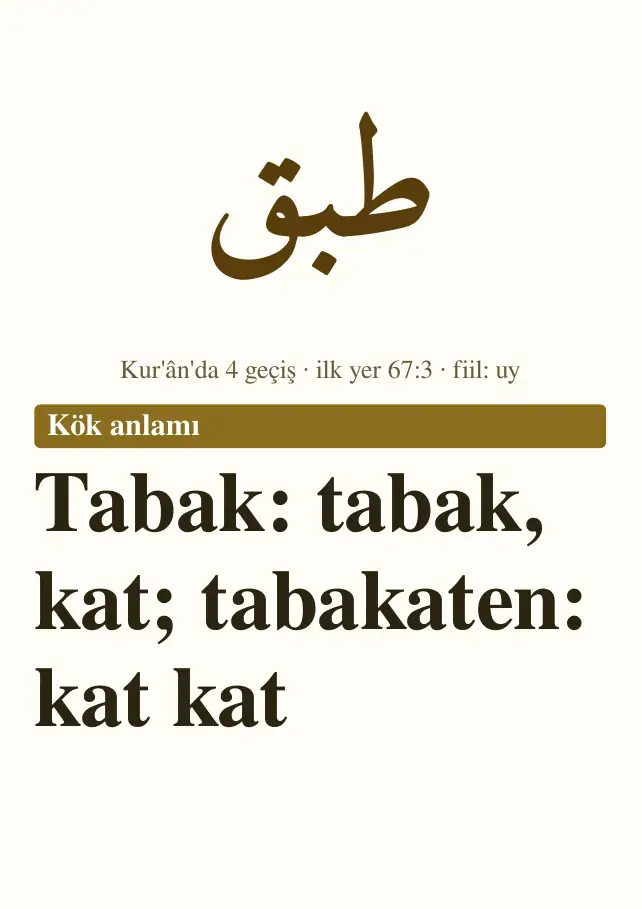 طبق
Kur'ân'da 4 geçiş · ilk yer 67:3 · fiil: uy
Kök anlamı
Tabak: tabak,
kat; tabakaten:
kat kat